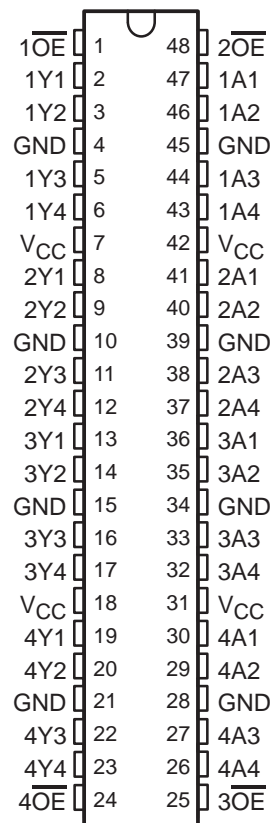 1O̅E̅ 1 48 2O̅E̅
1Y1 2 47 1A1
1Y2 3 46 1A2
GND 4 45 GND
1Y3 5 44 1A3
1Y4 6 43 1A4
VCC 7 42 VCC
2Y1 8 41 2A1
2Y2 9 40 2A2
GND 10 39 GND
2Y3 11 38 2A3
2Y4 12 37 2A4
3Y1 13 36 3A1
3Y2 14 35 3A2
GND 15 34 GND
3Y3 16 33 3A3
3Y4 17 32 3A4
VCC 18 31 VCC
4Y1 19 30 4A1
4Y2 20 29 4A2
GND 21 28 GND
4Y3 22 27 4A3
4Y4 23 26 4A4
4O̅E̅ 24 25 3O̅E̅